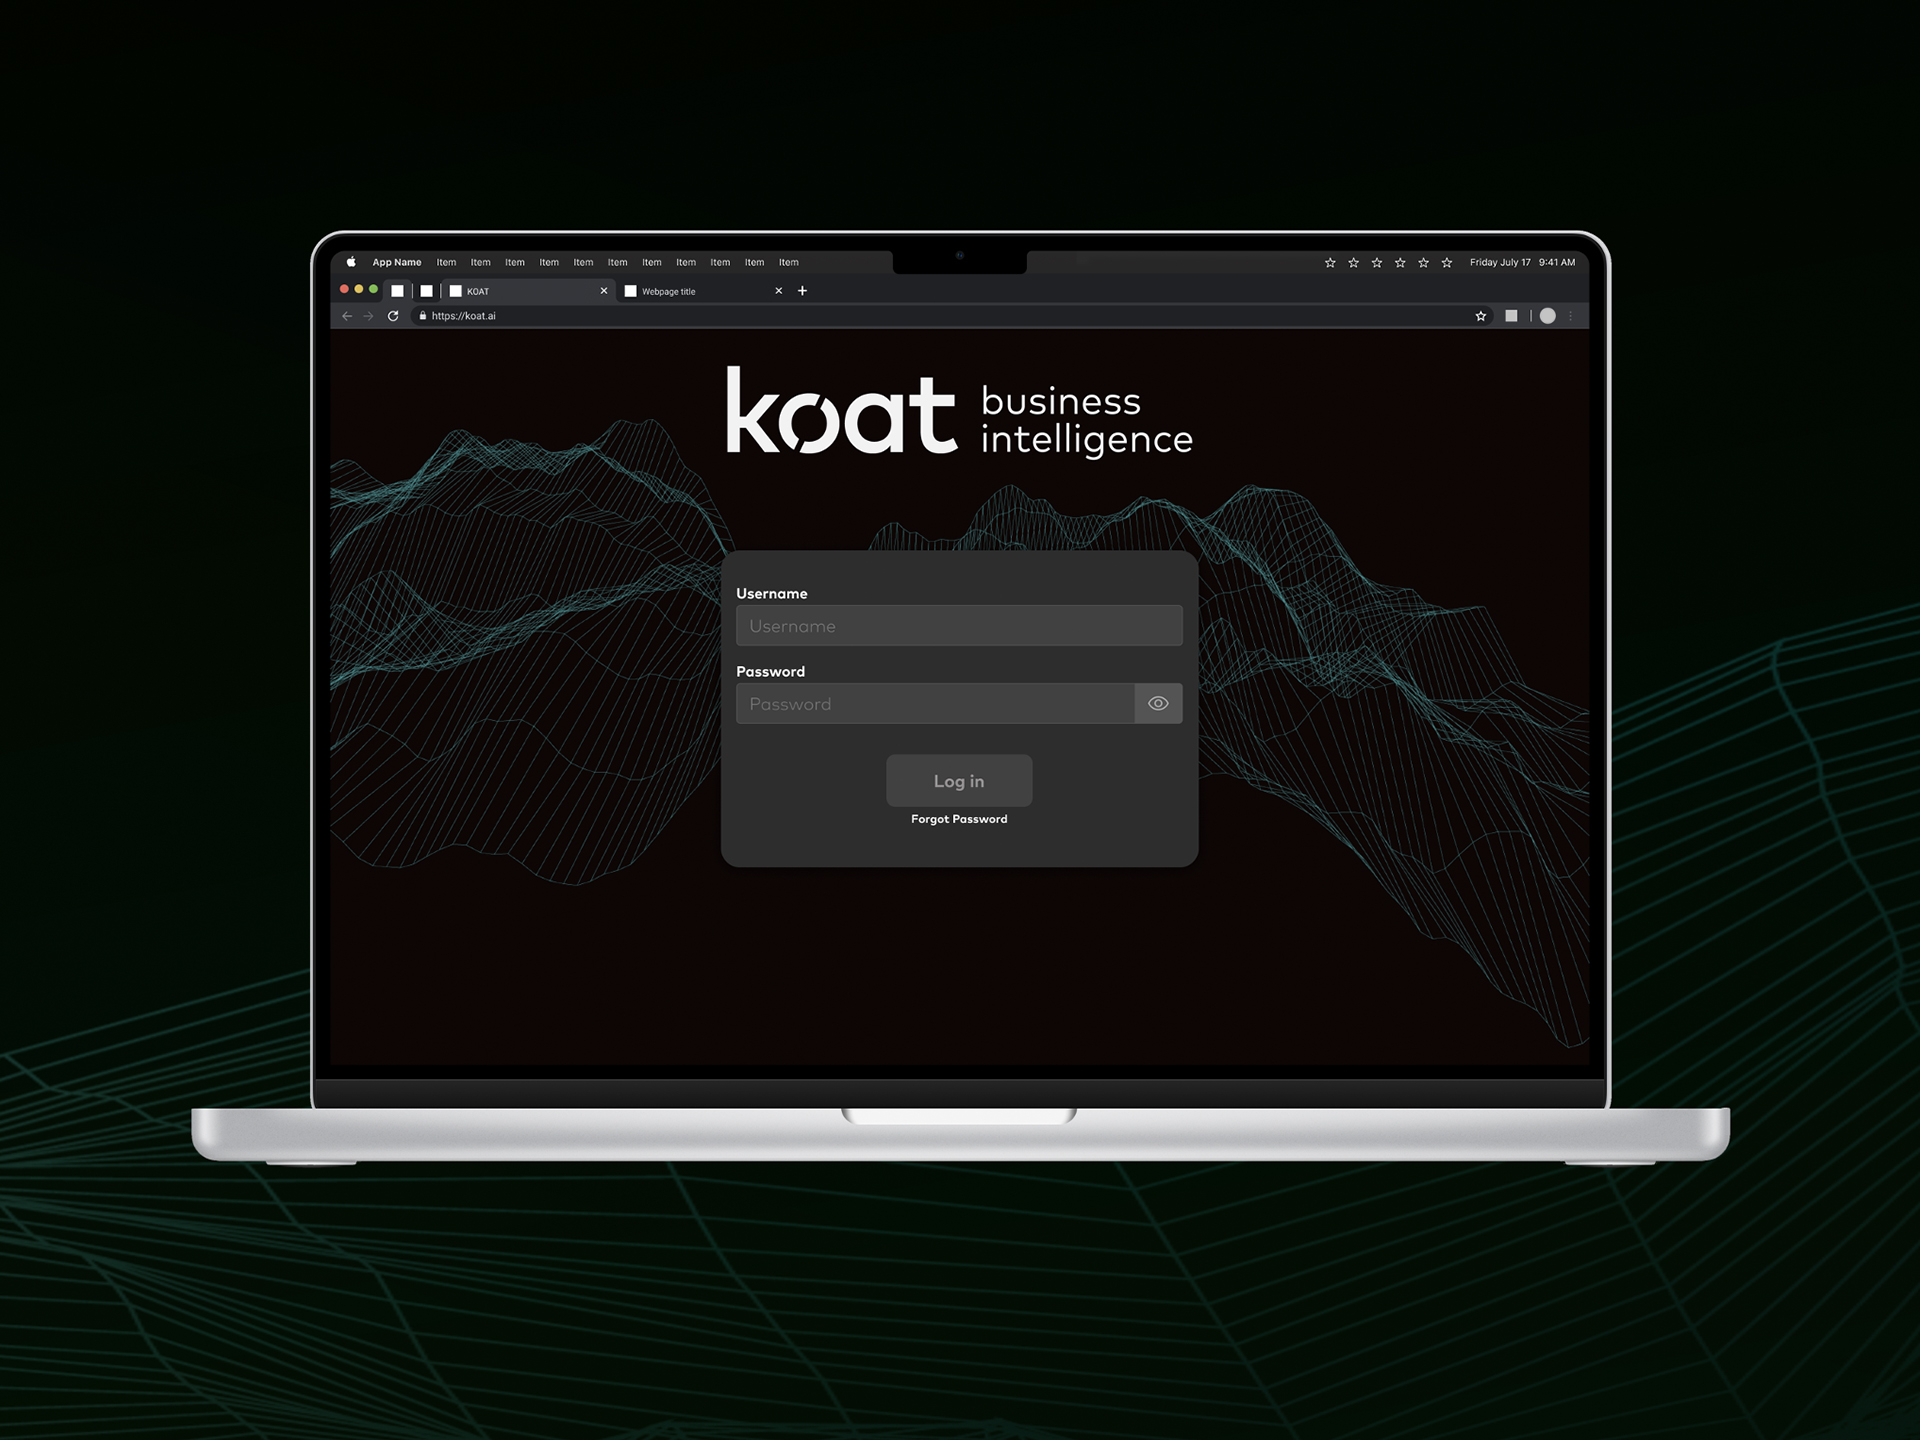 App Name Item Item Item Item Item Item Item Item Item Item Item Friday July 17 9:41 AM
KOAT Webpage title
https://koat.ai
koat business
intelligence
Username
Username
Password
Password
Log in
Forgot Password